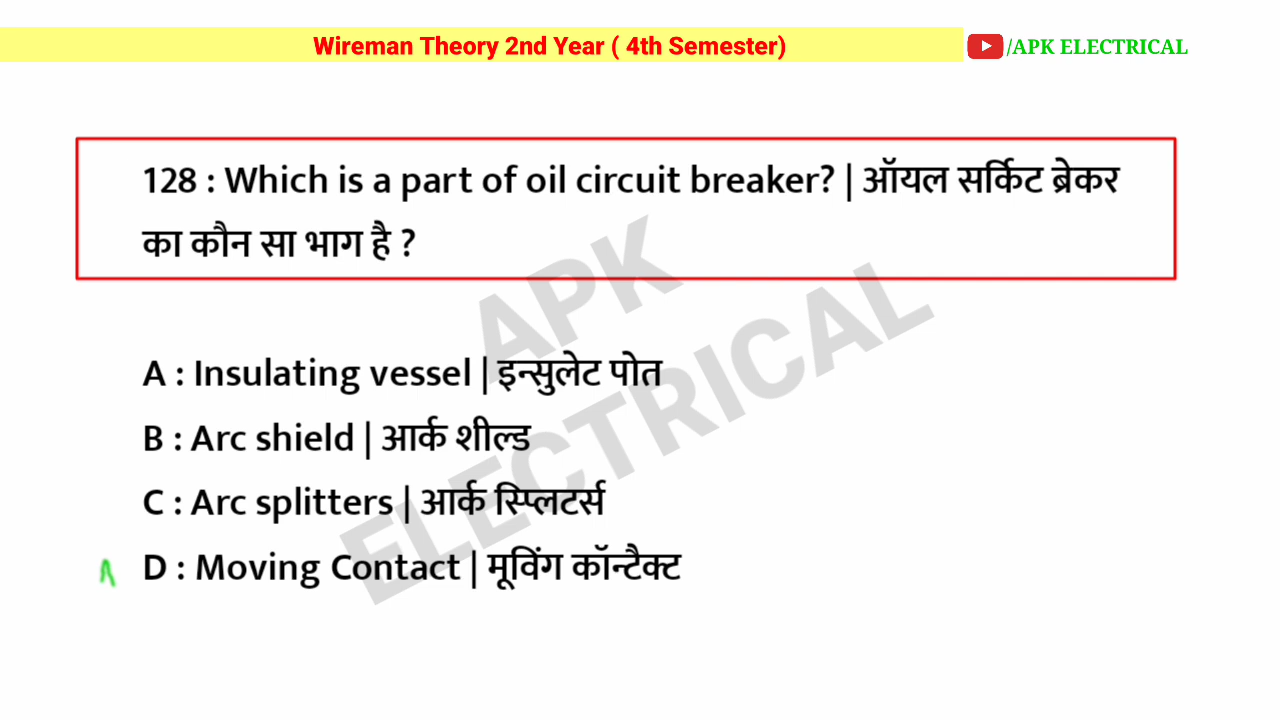 Wireman Theory 2nd Year ( 4th Semester)
/APK ELECTRICAL
128 : Which is a part of oil circuit breaker? | ऑयल सर्किट ब्रेकर
का कौन सा भाग है ?
APK
ELECTRICAL
A : Insulating vessel | इन्सुलेट पोत
B : Arc shield | आर्क शील्ड
C : Arc splitters | आर्क स्प्लिटर्स
D : Moving Contact | मूविंग कॉन्टैक्ट